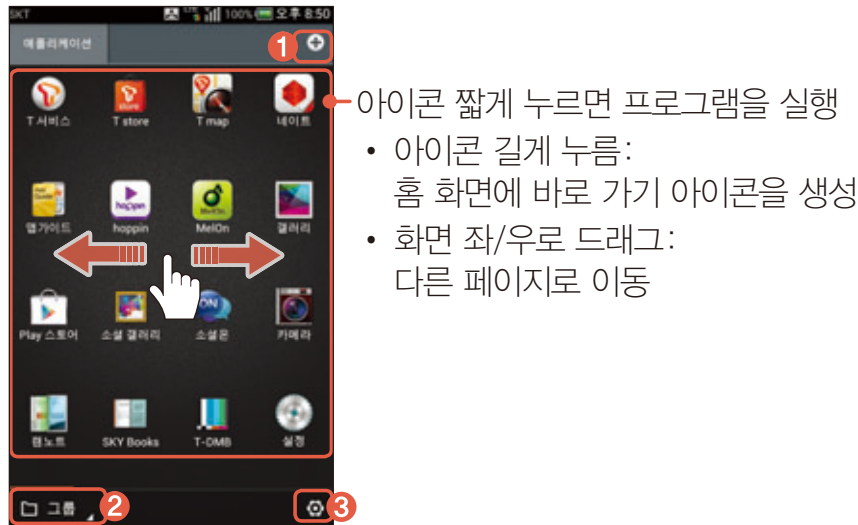 SKT LTE 100% 오후 8:50
애플리케이션
1
T 서비스 T store T map 네이트
앱가이드 hoppin MelOn 갤러리
Play 스토어 소셜 갤러리 소셜온 카메라
펜노트 SKY Books T-DMB 설정
그룹 2 3
아이콘 짧게 누르면 프로그램을 실행
• 아이콘 길게 누름:
홈 화면에 바로 가기 아이콘을 생성
• 화면 좌/우로 드래그:
다른 페이지로 이동